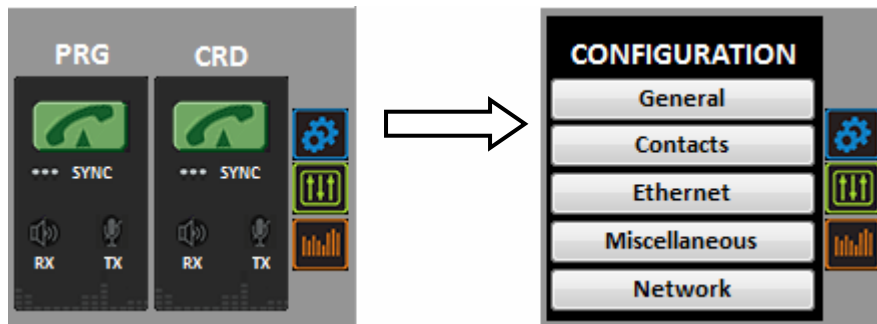 PRG CRD
SYNC SYNC
RX TX RX TX
CONFIGURATION
General
Contacts
Ethernet
Miscellaneous
Network